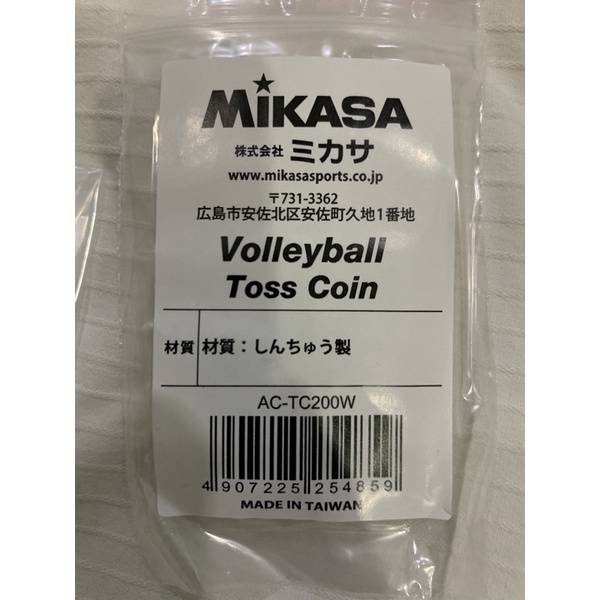 MIKASA
株式会社 ミカサ
www.mikasasports.co.jp
〒731-3362
広島市安佐北区安佐町久地1番地
Volleyball
Toss Coin
材質 材質：しんちゅう製
AC-TC200W
4 907225 254859
MADE IN TAIWAN